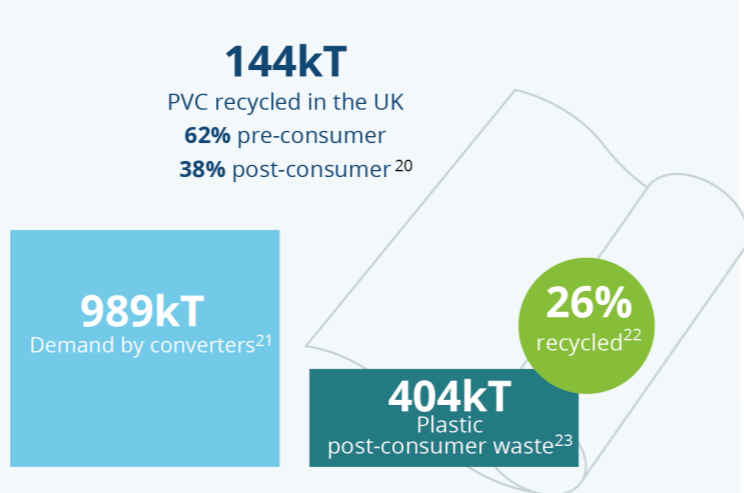 144kT
PVC recycled in the UK
62% pre-consumer
38% post-consumer 20
989kT
Demand by converters21
26%
recycled22
404kT
Plastic
post-consumer waste23